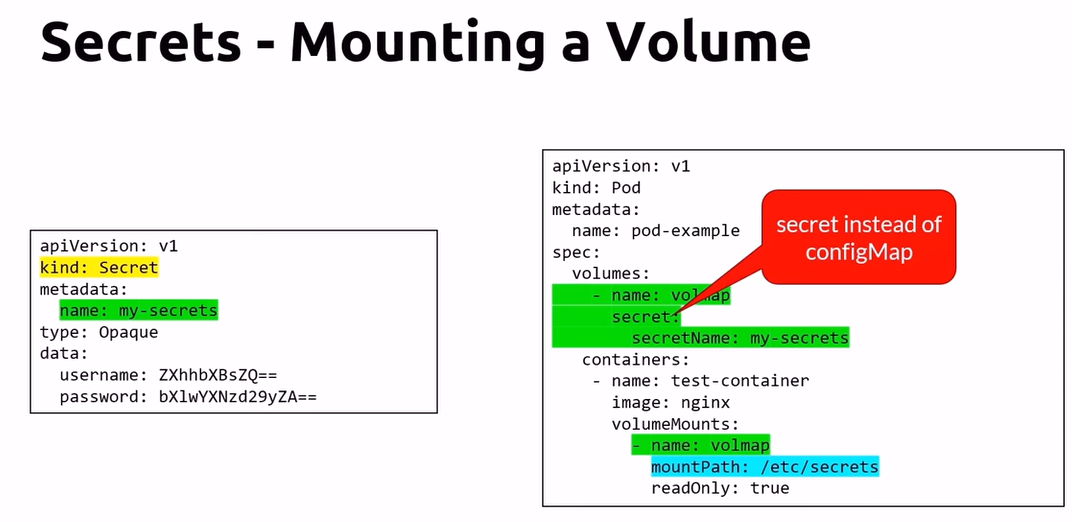 Secrets - Mounting a Volume
apiVersion: v1
kind: Secret
metadata:
  name: my-secrets
type: Opaque
data:
  username: ZXhhbXBsZQ==
  password: bXlwYXNzd29yZA==
apiVersion: v1
kind: Pod
metadata:
  name: pod-example
spec:
  volumes:
    - name: volmap
      secret:
        secretName: my-secrets
   containers:
    - name: test-container
      image: nginx
      volumeMounts:
        - name: volmap
          mountPath: /etc/secrets
          readOnly: true
secret instead of
configMap